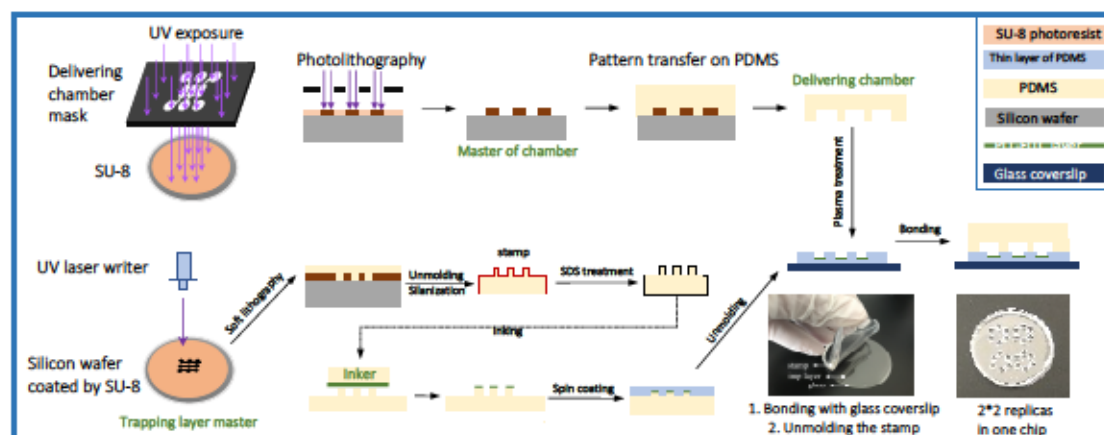 UV exposure
Delivering
chamber
mask
SU-8
Photolithography
Master of chamber
Pattern transfer on PDMS
Delivering chamber
SU-8 photoresist
Thin layer of PDMS
PDMS
Silicon wafer
layer
Glass coverslip
Plasma treatment
Bonding
UV laser writer
Soft lithography
Unmolding
Silanization
stamp
SDS treatment
Inking
Unmolding
Silicon wafer
coated by SU-8
Trapping layer master
Inker
Spin coating
stamp
1. Bonding with glass coverslip
2. Unmolding the stamp
2*2 replicas
in one chip